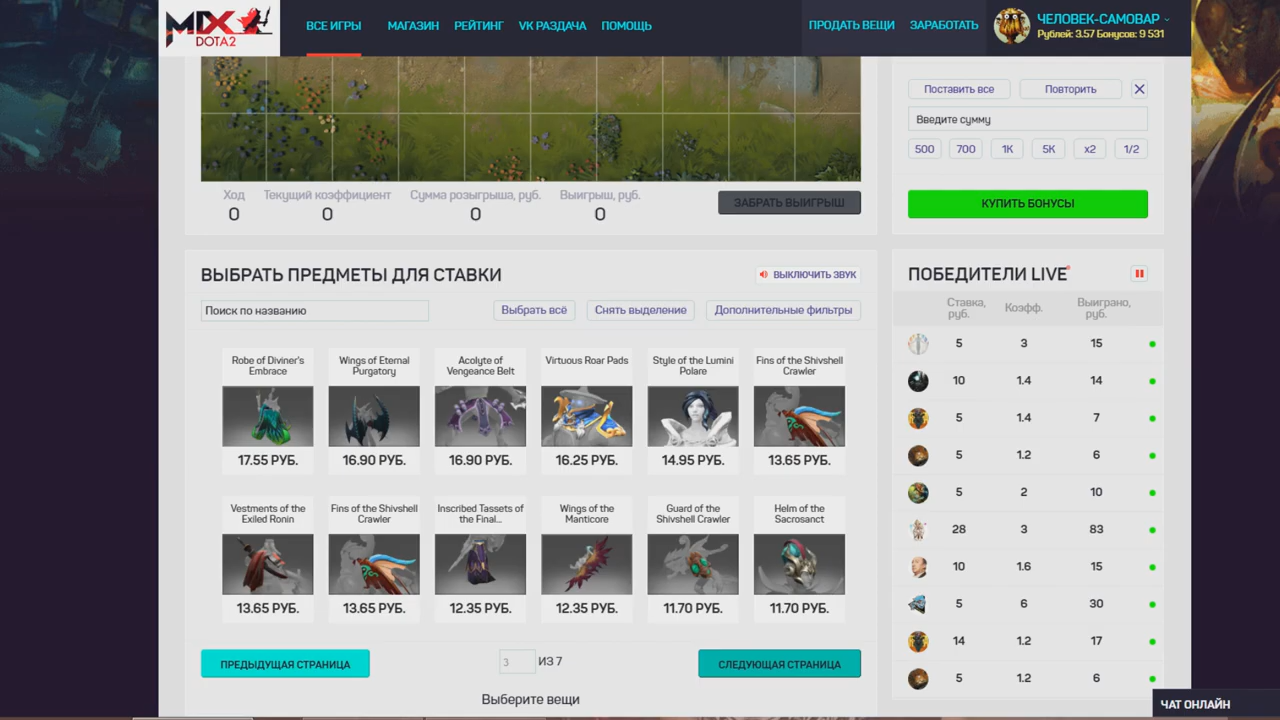 MIX
DOTA2
ВСЕ ИГРЫ
МАГАЗИН
РЕЙТИНГ
VK РАЗДАЧА
ПОМОЩЬ
ПРОДАТЬ ВЕЩИ
ЗАРАБОТАТЬ
ЧЕЛОВЕК-САМОВАР
Рублей: 3.57 Бонусов: 9 531
Ход
0
Текущий коэффициент
0
Сумма розыгрыша, руб.
0
Выигрыш, руб.
0
ЗАБРАТЬ ВЫИГРЫШ
Поставить все
Повторить
Введите сумму
500 700 1K 5K x2 1/2
КУПИТЬ БОНУСЫ
ВЫБРАТЬ ПРЕДМЕТЫ ДЛЯ СТАВКИ
ВЫКЛЮЧИТЬ ЗВУК
Поиск по названию
Выбрать всё
Снять выделение
Дополнительные фильтры
Robe of Diviner's
Embrace
17.55 РУБ.
Wings of Eternal
Purgatory
16.90 РУБ.
Acolyte of
Vengeance Belt
16.90 РУБ.
Virtuous Roar Pads
16.25 РУБ.
Style of the Lumini
Polare
14.95 РУБ.
Fins of the Shivshell
Crawler
13.65 РУБ.
Vestments of the
Exiled Ronin
13.65 РУБ.
Fins of the Shivshell
Crawler
13.65 РУБ.
Inscribed Tassets of
the Final...
12.35 РУБ.
Wings of the
Manticore
12.35 РУБ.
Guard of the
Shivshell Crawler
11.70 РУБ.
Helm of the
Sacrosanct
11.70 РУБ.
ПРЕДЫДУЩАЯ СТРАНИЦА
3 ИЗ 7
СЛЕДУЮЩАЯ СТРАНИЦА
Выберите вещи
ПОБЕДИТЕЛИ LIVE
Ставка,
руб.
Коэфф.
Выиграно,
руб.
5 3 15
10 1.4 14
5 1.4 7
5 1.2 6
5 2 10
28 3 83
10 1.6 15
5 6 30
14 1.2 17
5 1.2 6
ЧАТ ОНЛАЙН